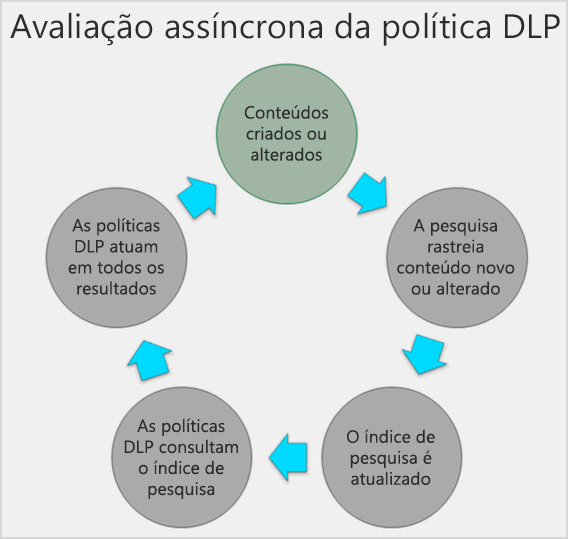 Avaliação assíncrona da política DLP
Conteúdos
criados ou
alterados
A pesquisa
rastreia
conteúdo novo
ou alterado
O índice de
pesquisa é
atualizado
As políticas
DLP consultam
o índice de
pesquisa
As políticas
DLP atuam
em todos os
resultados